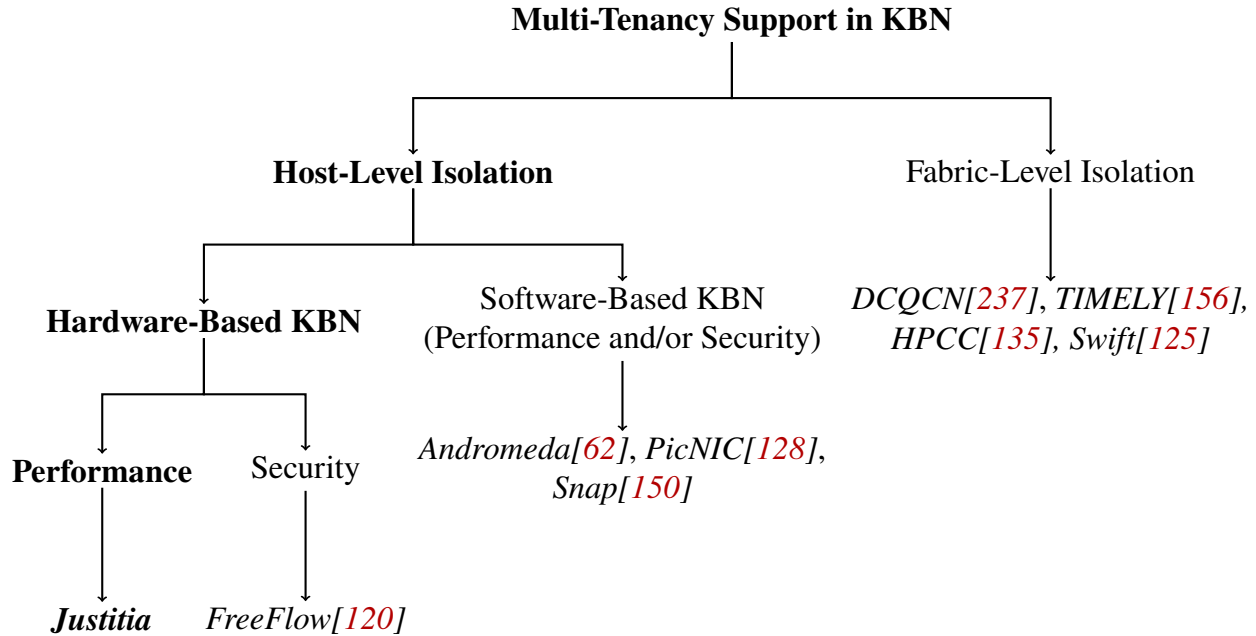 Multi-Tenancy Support in KBN
Host-Level Isolation
Fabric-Level Isolation
Hardware-Based KBN
Software-Based KBN
(Performance and/or Security)
DCQCN[237], TIMELY[156],
HPCC[135], Swift[125]
Performance
Security
Andromeda[62], PicNIC[128],
Snap[150]
Justitia
FreeFlow[120]